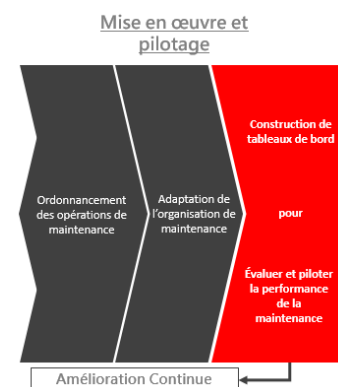 Mise en œuvre et
pilotage
Ordonnancement
des opérations de
maintenance
Adaptation de
l'organisation de
maintenance
Construction de
tableaux de bord
pour
Évaluer et piloter
la performance
de la
maintenance
Amélioration Continue